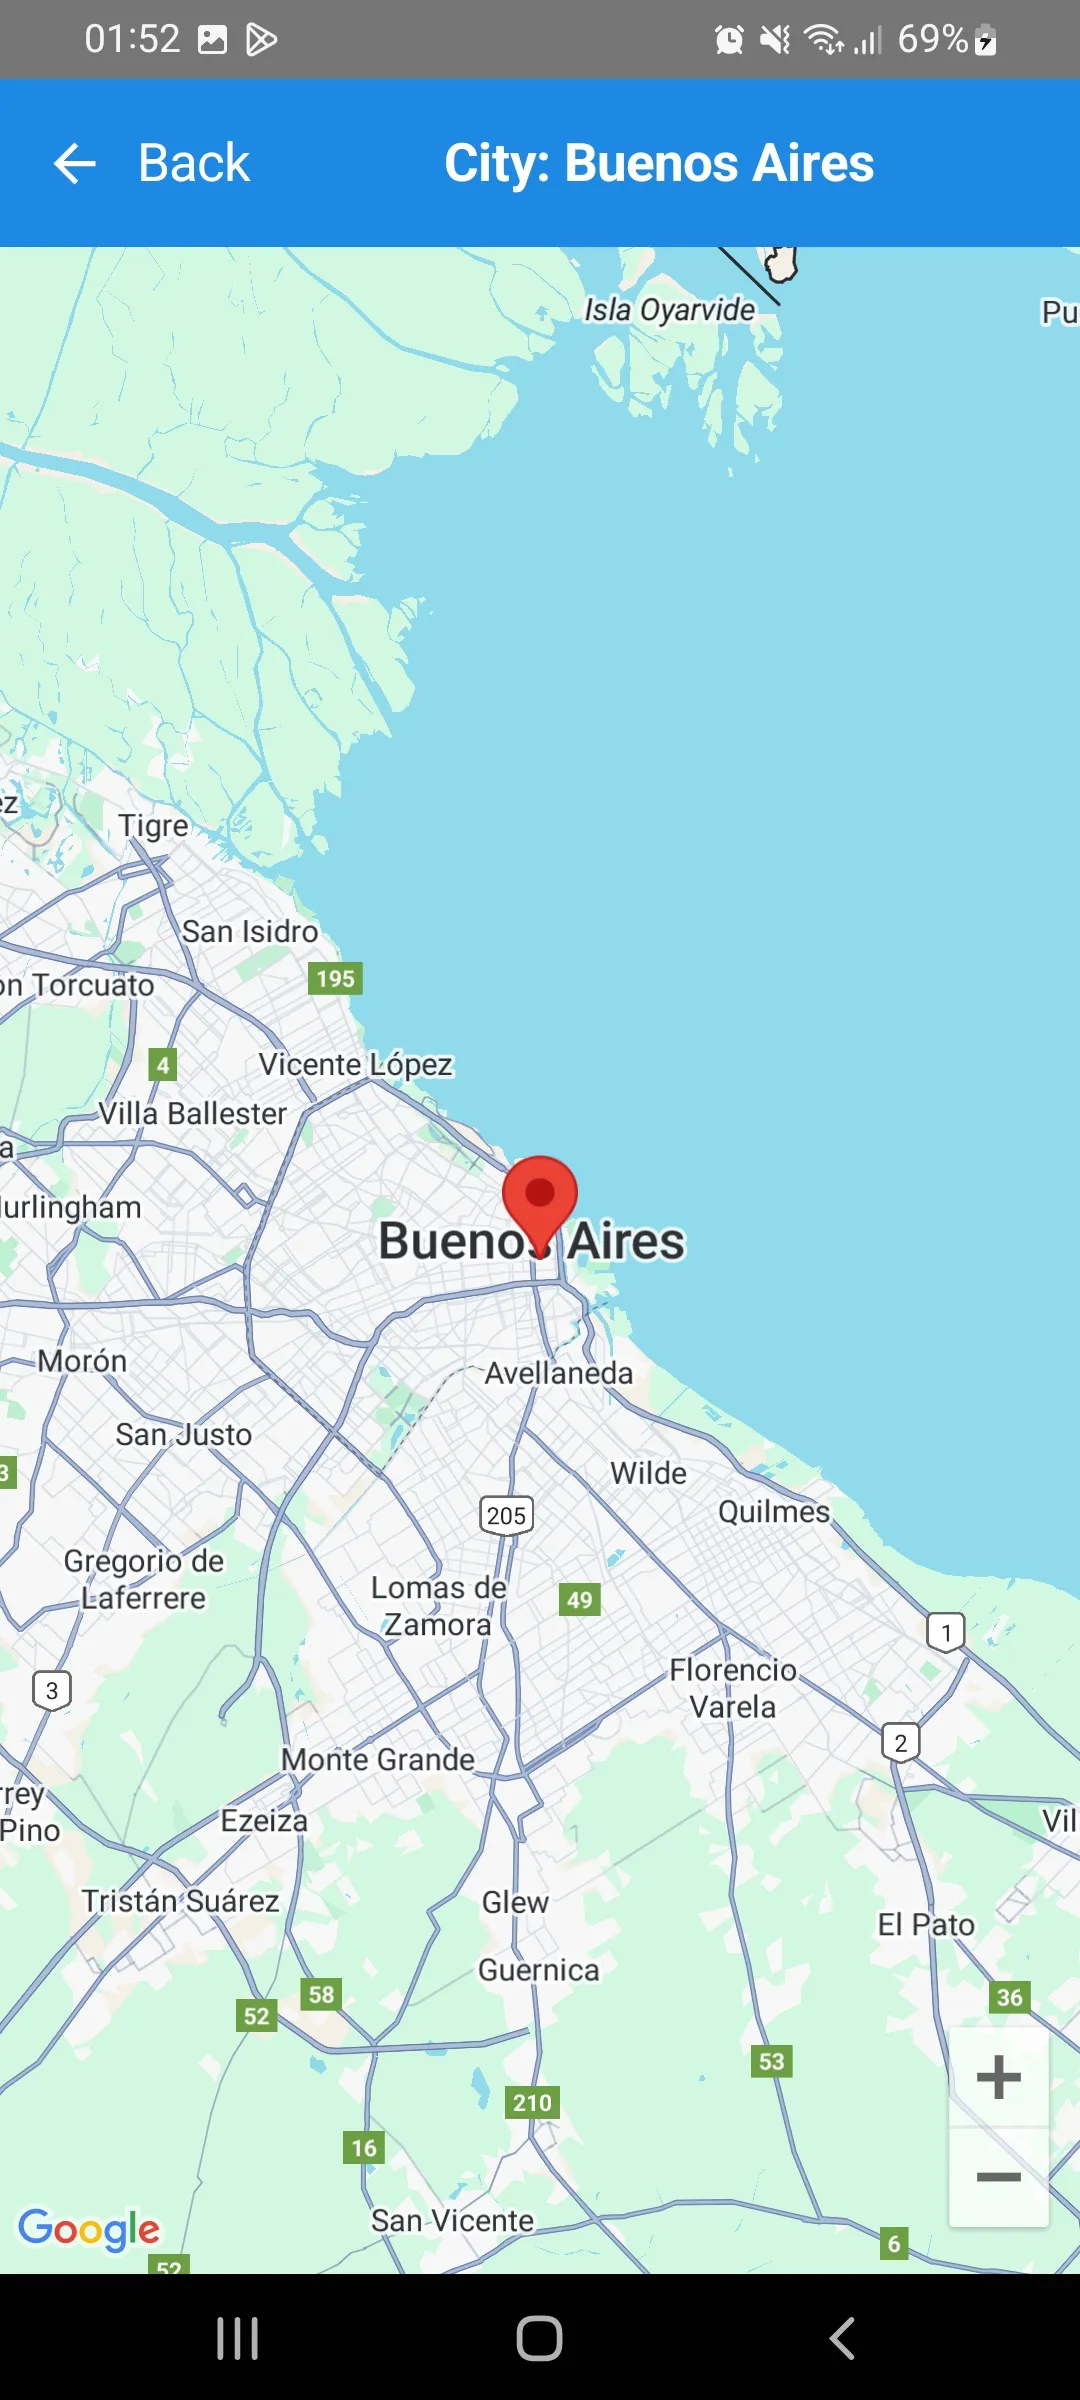 01:52
69%
Back
City: Buenos Aires
Isla Oyarvide
Pu
ez
Tigre
San Isidro
195
on Torcuato
4
Vicente López
Villa Ballester
a
urlingham
Buenos Aires
Morón
Avellaneda
San Justo
3
Wilde
205
Quilmes
Gregorio de
Laferrere
Lomas de
Zamora
49
1
3
Florencio
Varela
2
Monte Grande
rrey
Pino
Ezeiza
Vil
Tristán Suárez
Glew
El Pato
Guernica
58
52
36
53
210
16
San Vicente
Google
6
52